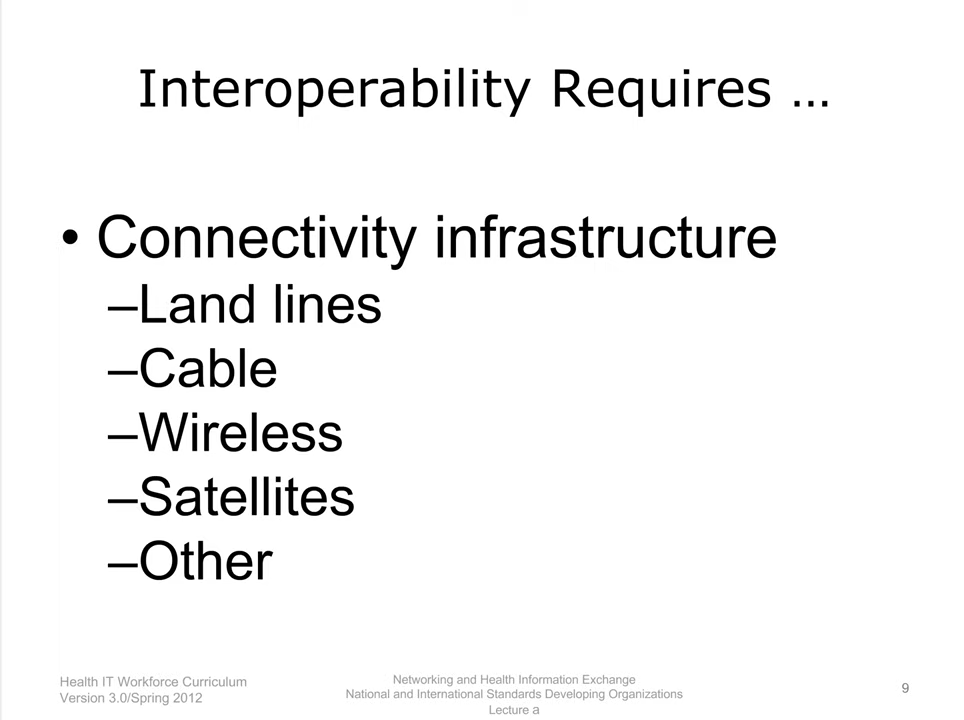 Interoperability Requires …
• Connectivity infrastructure
–Land lines
–Cable
–Wireless
–Satellites
–Other
Health IT Workforce Curriculum
Version 3.0/Spring 2012
Networking and Health Information Exchange
National and International Standards Developing Organizations
Lecture a
9